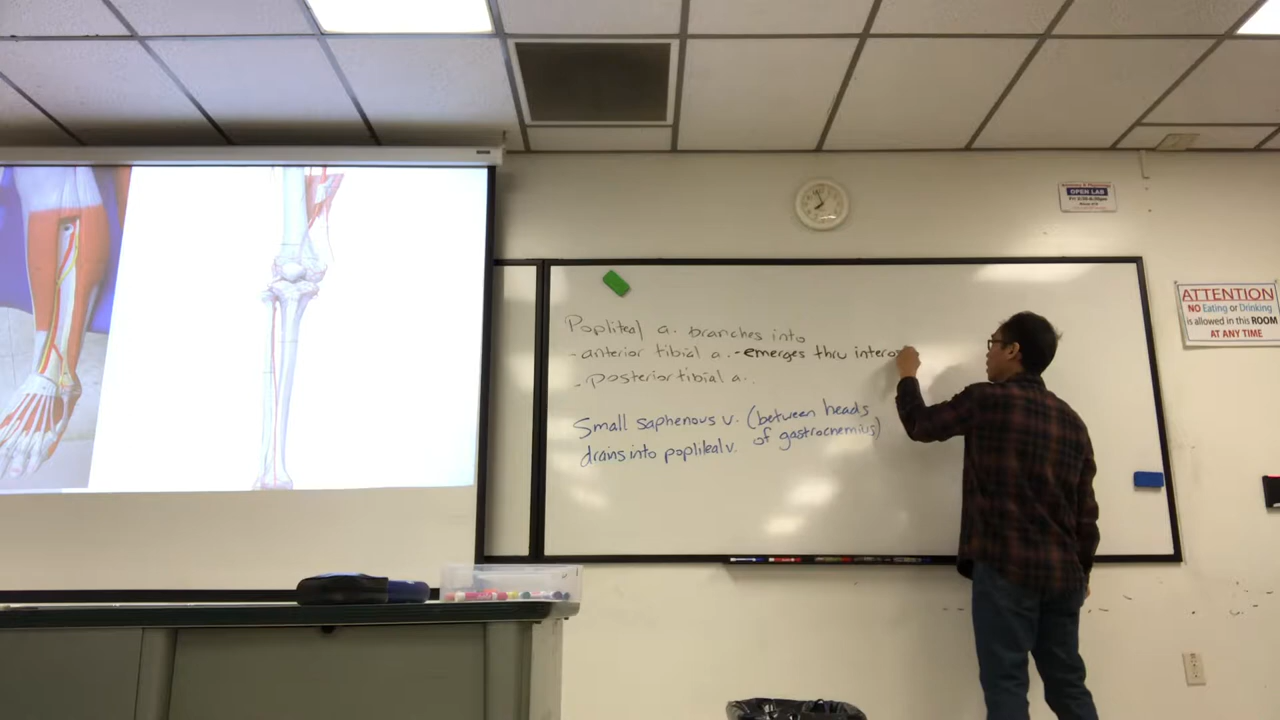 Popliteal a. branches into
- anterior tibial a. - emerges thru intero
- Posterior tibial a.
Small saphenous v. (between heads
drains into popliteal v. of gastrocnemius)
OPEN LAB
ATTENTION
NO Eating or Drinking
is allowed in this ROOM
AT ANY TIME